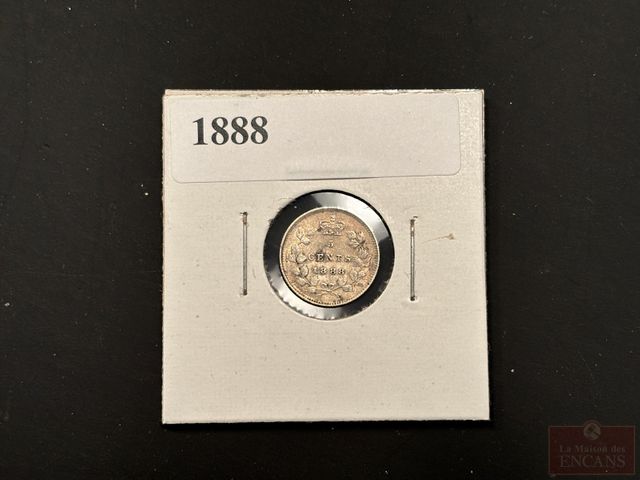 1888
5
CENTS
1888
La Maison des
ENCANS